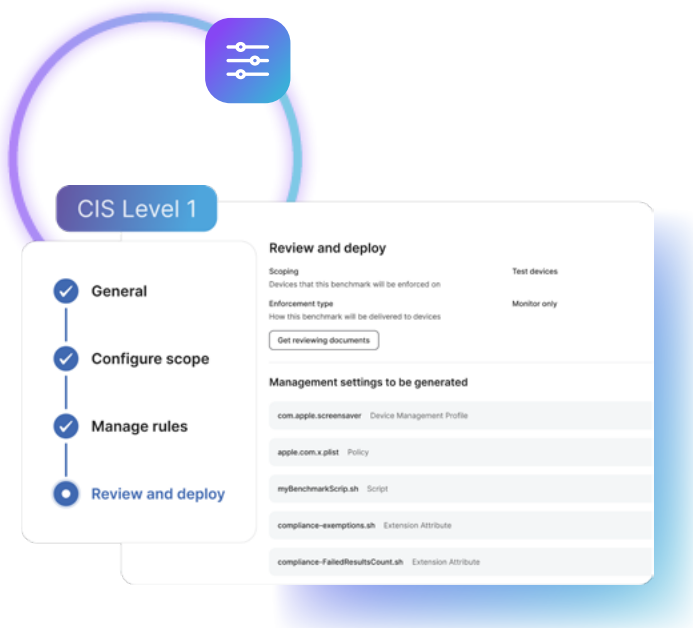 CIS Level 1
General
Configure scope
Manage rules
Review and deploy
Review and deploy
Scoping Test devices
Devices that this benchmark will be enforced on
Enforcement type Monitor only
How this benchmark will be delivered to devices
Get reviewing documents
Management settings to be generated
com.apple.screensaver Device Management Profile
apple.com.x.plist Policy
myBenchmarkScrip.sh Script
compliance-exemptions.sh Extension Attribute
compliance-FailedResultsCount.sh Extension Attribute